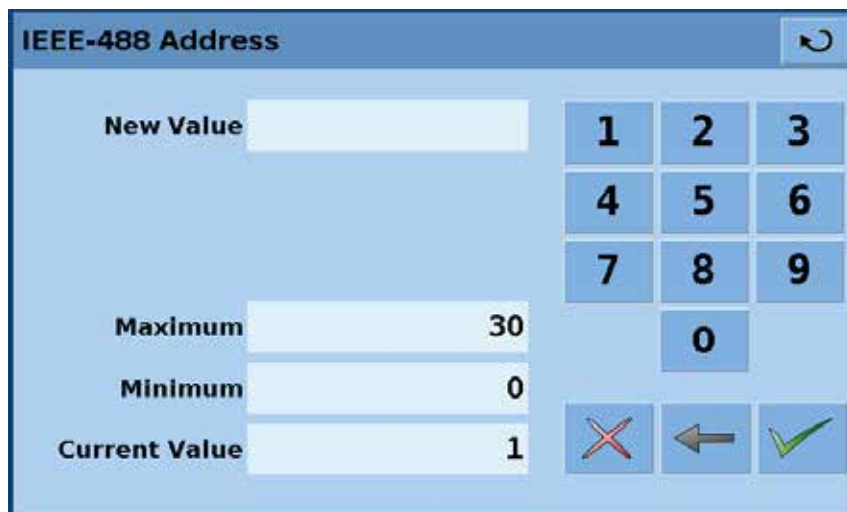 IEEE-488 Address
New Value
1 2 3
4 5 6
7 8 9
0
Maximum 30
Minimum 0
Current Value 1